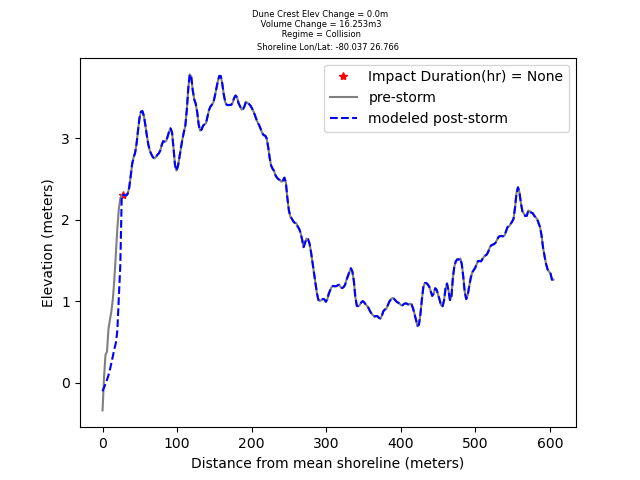 Dune Crest Elev Change = 0.0m
Volume Change = 16.253m3
Regime = Collision
Shoreline Lon/Lat: -80.037 26.766
Impact Duration(hr) = None
pre-storm
modeled post-storm
Elevation (meters)
3
2
1
0
0 100 200 300 400 500 600
Distance from mean shoreline (meters)